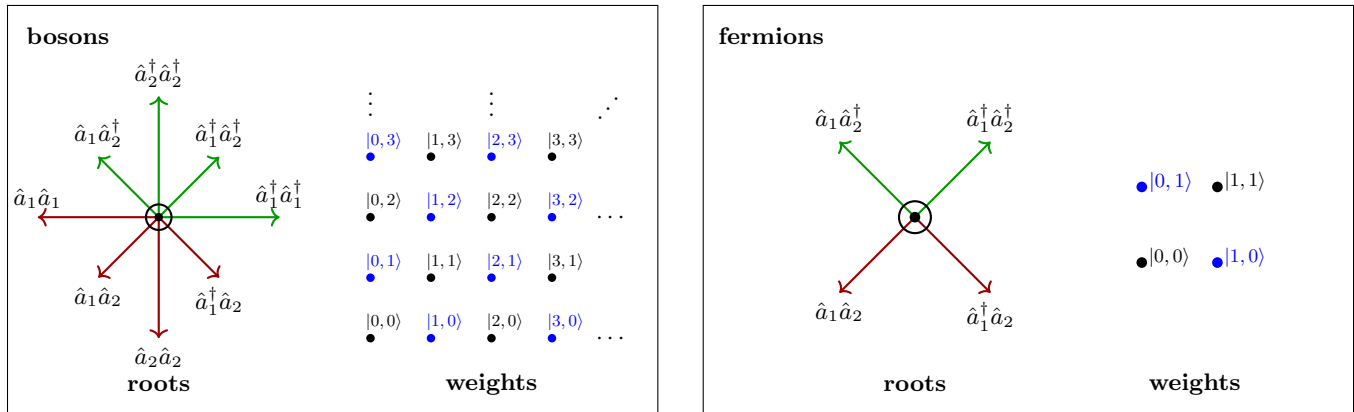 bosons
â₂†â₂†
â₁â₂† â₁†â₂†
â₁â₁ â₁†â₁†
â₁â₂ â₁†â₂
â₂â₂
roots
⋮ ⋮ ⋰
|0, 3⟩ |1, 3⟩ |2, 3⟩ |3, 3⟩
|0, 2⟩ |1, 2⟩ |2, 2⟩ |3, 2⟩ ⋯
|0, 1⟩ |1, 1⟩ |2, 1⟩ |3, 1⟩
|0, 0⟩ |1, 0⟩ |2, 0⟩ |3, 0⟩ ⋯
weights
fermions
â₁â₂† â₁†â₂†
â₁â₂ â₁†â₂
roots
|0, 1⟩ |1, 1⟩
|0, 0⟩ |1, 0⟩
weights